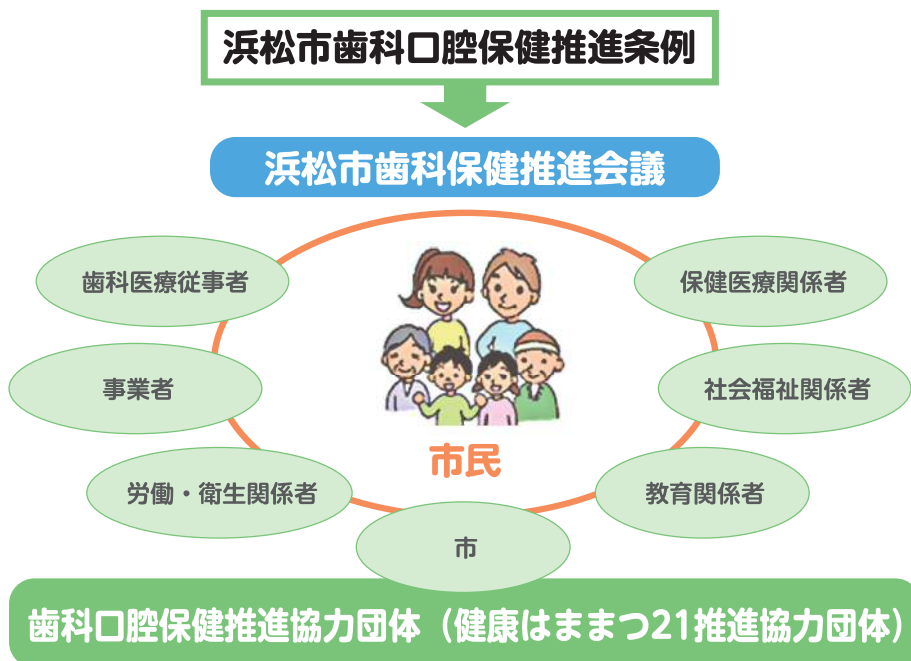 浜松市歯科口腔保健推進条例
浜松市歯科保健推進会議
歯科医療従事者
保健医療関係者
事業者
社会福祉関係者
市民
労働・衛生関係者
教育関係者
市
歯科口腔保健推進協力団体（健康はままつ21推進協力団体）